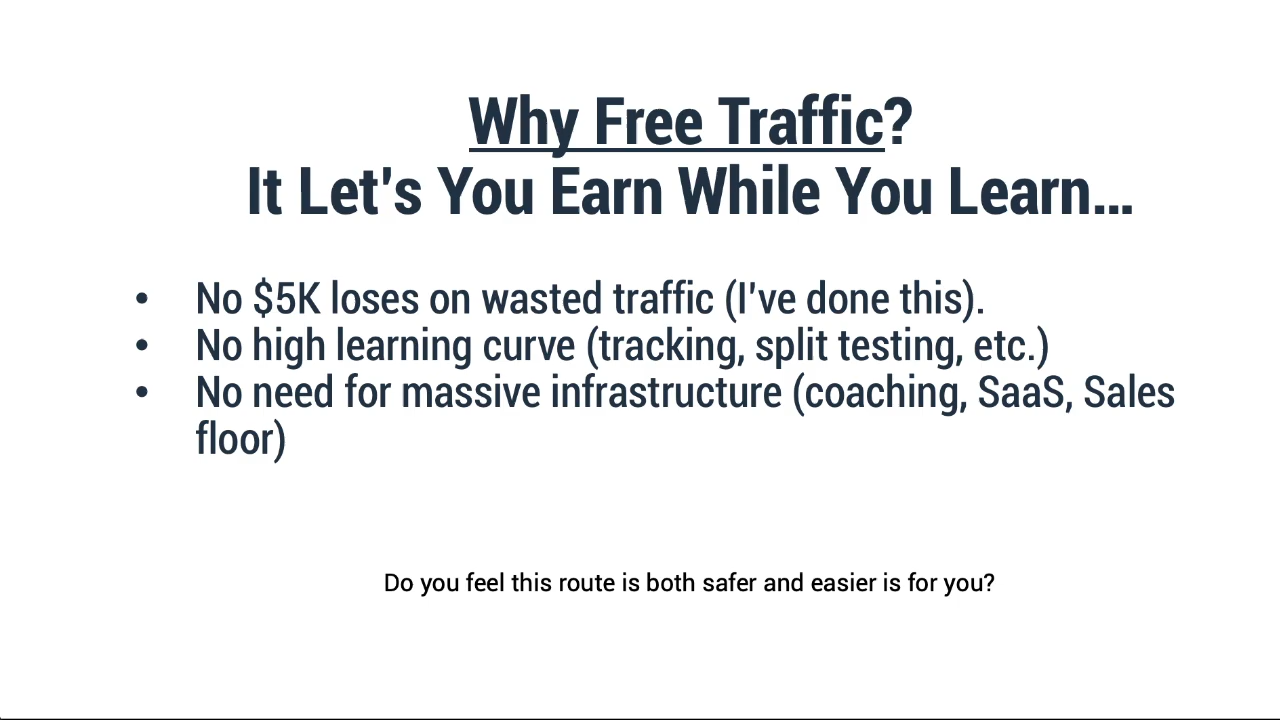 Why Free Traffic?
It Let's You Earn While You Learn...
• No $5K loses on wasted traffic (I've done this).
• No high learning curve (tracking, split testing, etc.)
• No need for massive infrastructure (coaching, SaaS, Sales
floor)
Do you feel this route is both safer and easier is for you?